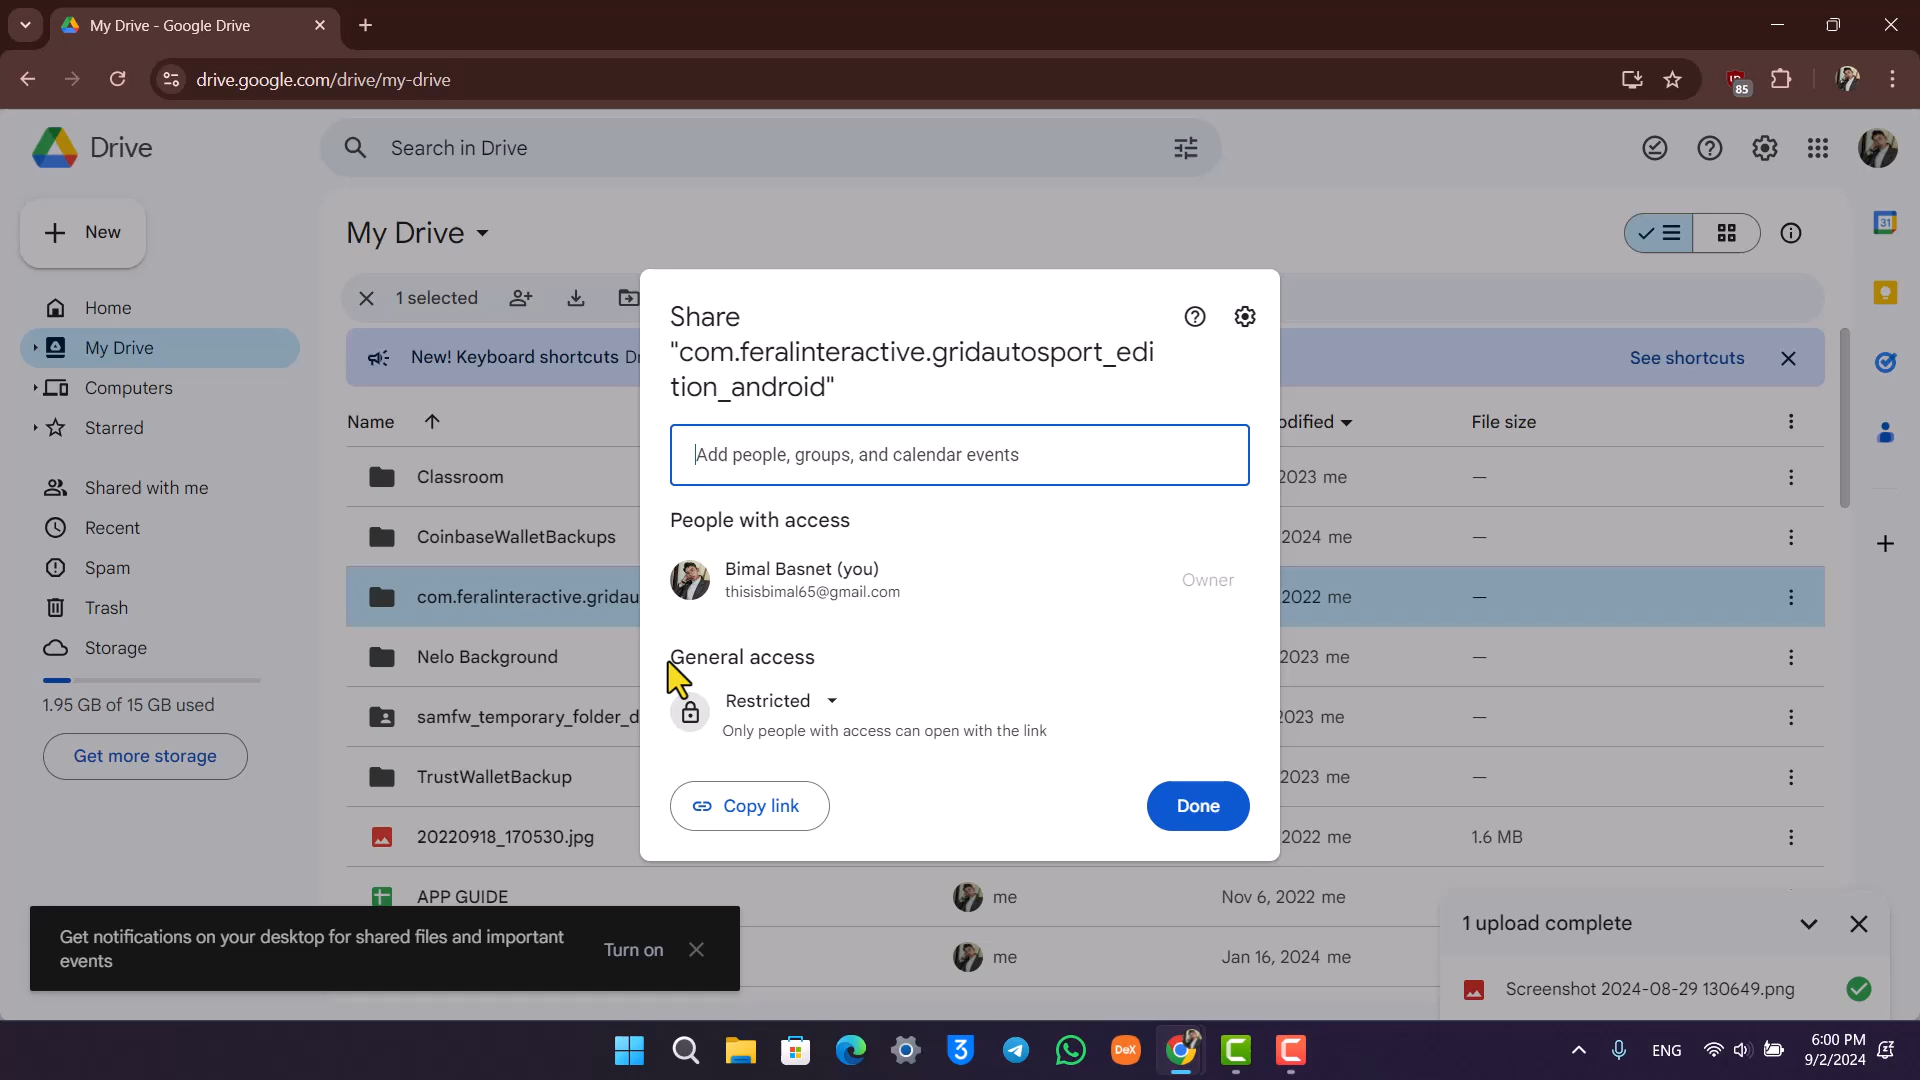 My Drive - Google Drive
drive.google.com/drive/my-drive
85
Drive
Search in Drive
New
My Drive
31
Home
1 selected
My Drive
New! Keyboard shortcuts
See shortcuts
Computers
Starred
Name
odified
File size
Shared with me
Recent
Spam
Trash
Storage
1.95 GB of 15 GB used
Get more storage
Classroom
2023 me
—
CoinbaseWalletBackups
2024 me
—
com.feralinteractive.gridau
2022 me
—
Nelo Background
2023 me
—
samfw_temporary_folder_d
2023 me
—
TrustWalletBackup
2023 me
—
20220918_170530.jpg
2022 me
1.6 MB
APP GUIDE
me
Nov 6, 2022 me
me
Jan 16, 2024 me
Share
"com.feralinteractive.gridautosport_edi
tion_android"
Add people, groups, and calendar events
People with access
Bimal Basnet (you)
thisisbimal65@gmail.com
Owner
General access
Restricted
Only people with access can open with the link
Copy link
Done
Get notifications on your desktop for shared files and important
events
Turn on
1 upload complete
Screenshot 2024-08-29 130649.png
3
DeX
ENG
6:00 PM
9/2/2024